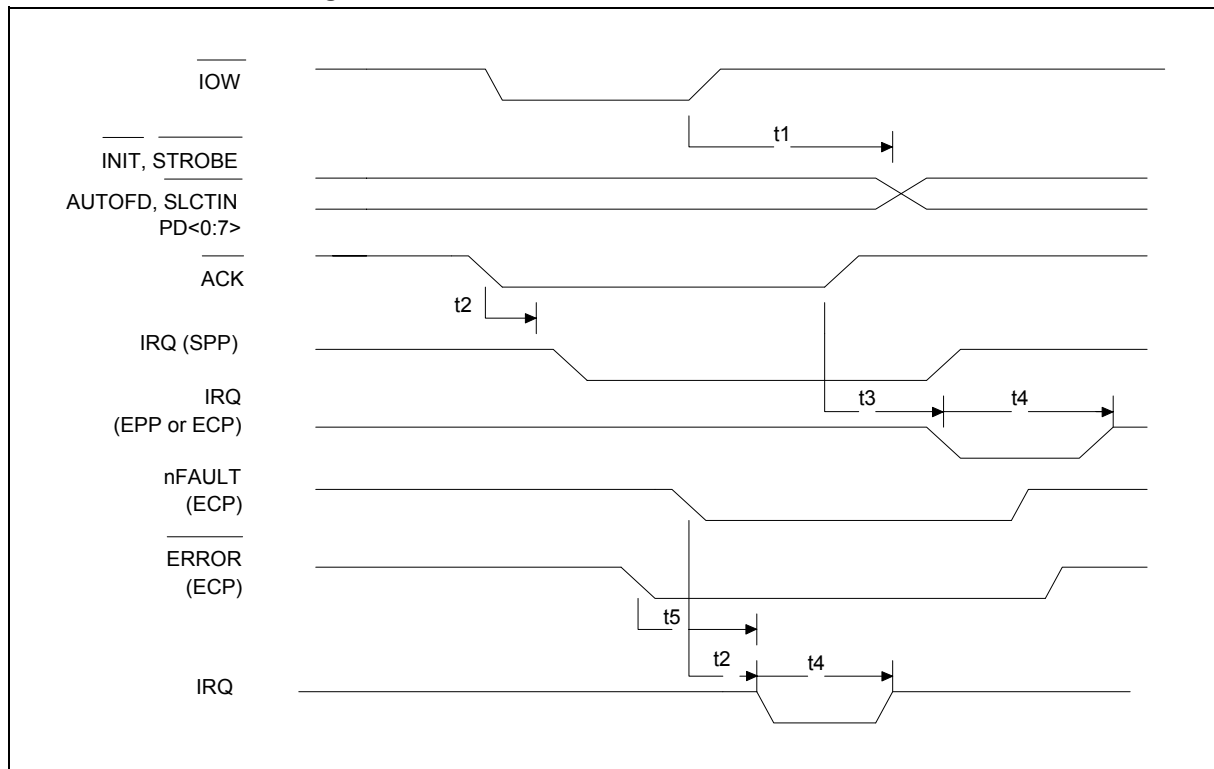 IOW
t1
INIT, STROBE
AUTOFD, SLCTIN
PD<0:7>
ACK
t2
IRQ (SPP)
IRQ
(EPP or ECP)
t3
t4
nFAULT
(ECP)
ERROR
(ECP)
t5
t2
t4
IRQ